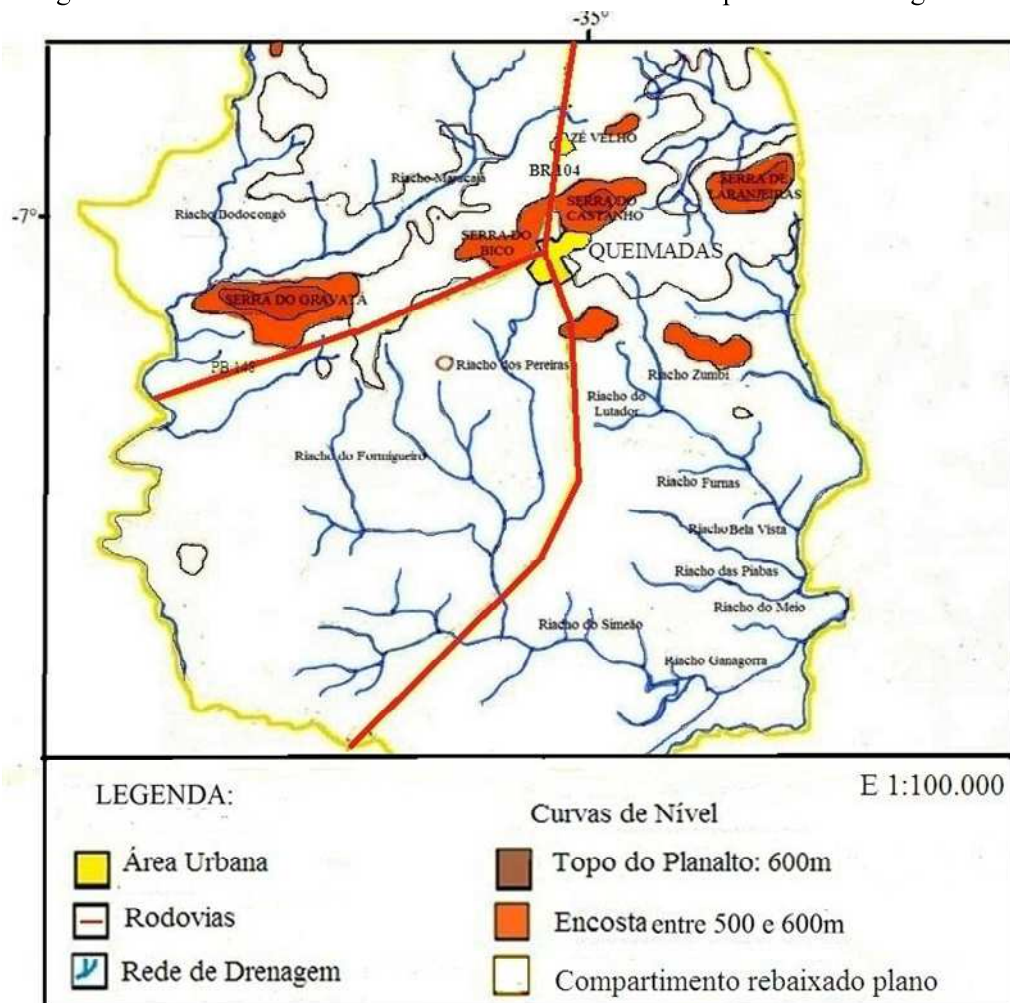 -35°
ZÉ VELHO
BR 104
SERRA DE
LARANJEIRAS
Riacho Maracajá
SERRA DO
CASTANHO
-7°
Riacho Bodocongó
SERRA DO
BICO
QUEIMADAS
SERRA DO GRAVATÁ
PB 148
Riacho dos Pereiras
Riacho Zumbi
Riacho do
Lutador
Riacho do Formigueiro
Riacho Furnas
Riacho Bela Vista
Riacho das Piabas
Riacho do Meio
Riacho do Simeão
Riacho Ganagorra
LEGENDA:
E 1:100.000
Curvas de Nível
Área Urbana
Topo do Planalto: 600m
Rodovias
Encosta entre 500 e 600m
Rede de Drenagem
Compartimento rebaixado plano